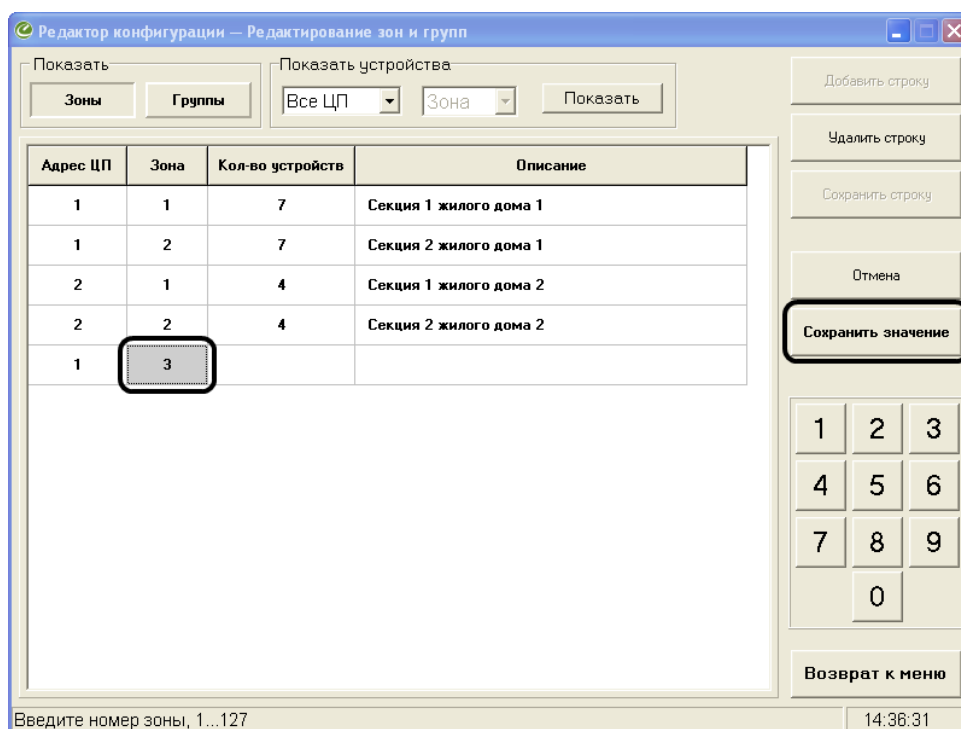 Редактор конфигурации — Редактирование зон и групп
Показать
Зоны Группы
Показать устройства
Все ЦП Зона Показать
Добавить строку
Удалить строку
Сохранить строку
Отмена
Сохранить значение
Адрес ЦП Зона Кол-во устройств Описание
1 1 7 Секция 1 жилого дома 1
1 2 7 Секция 2 жилого дома 1
2 1 4 Секция 1 жилого дома 2
2 2 4 Секция 2 жилого дома 2
1 3
1 2 3
4 5 6
7 8 9
0
Возврат к меню
Введите номер зоны, 1...127 14:36:31